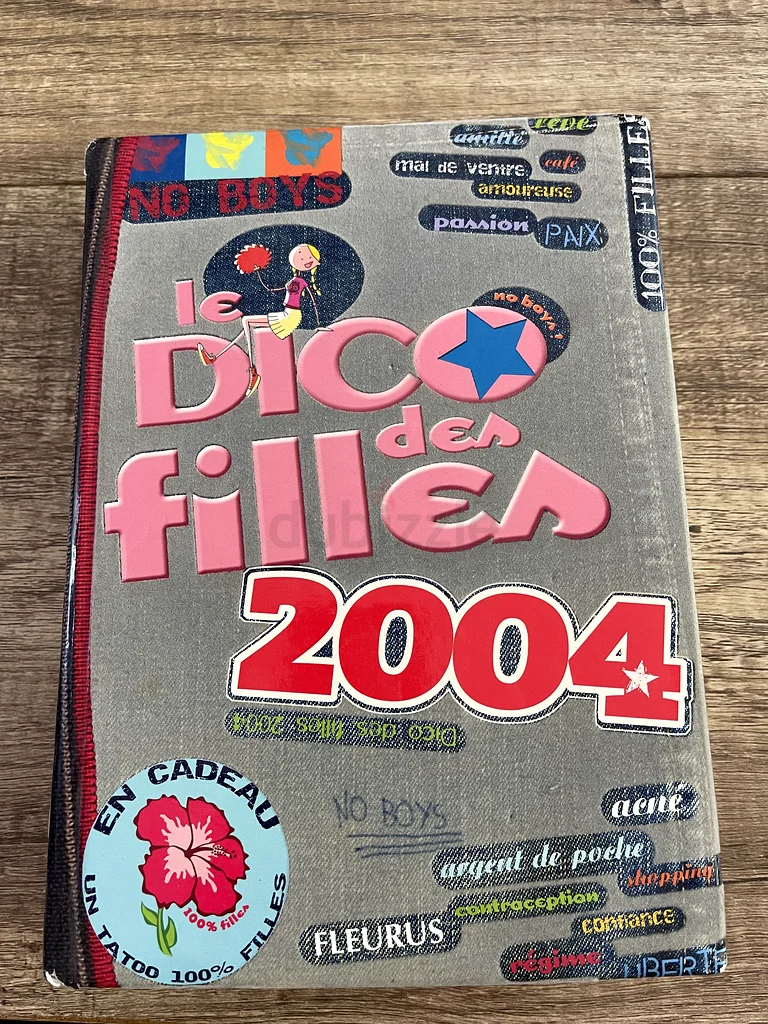 rêve
amitié
mal de ventre
café
amoureuse
passion
PAIX
100% FILLES
NO BOYS
le
DICO
no boys!
des
filles
dubizzle
2004
Dico des filles 2004
EN CADEAU
100% filles
UN TATOO 100% FILLES
NO BOYS
acné
argent de poche
shopping
contraception
confiance
FLEURUS
régime
LIBERTÉ